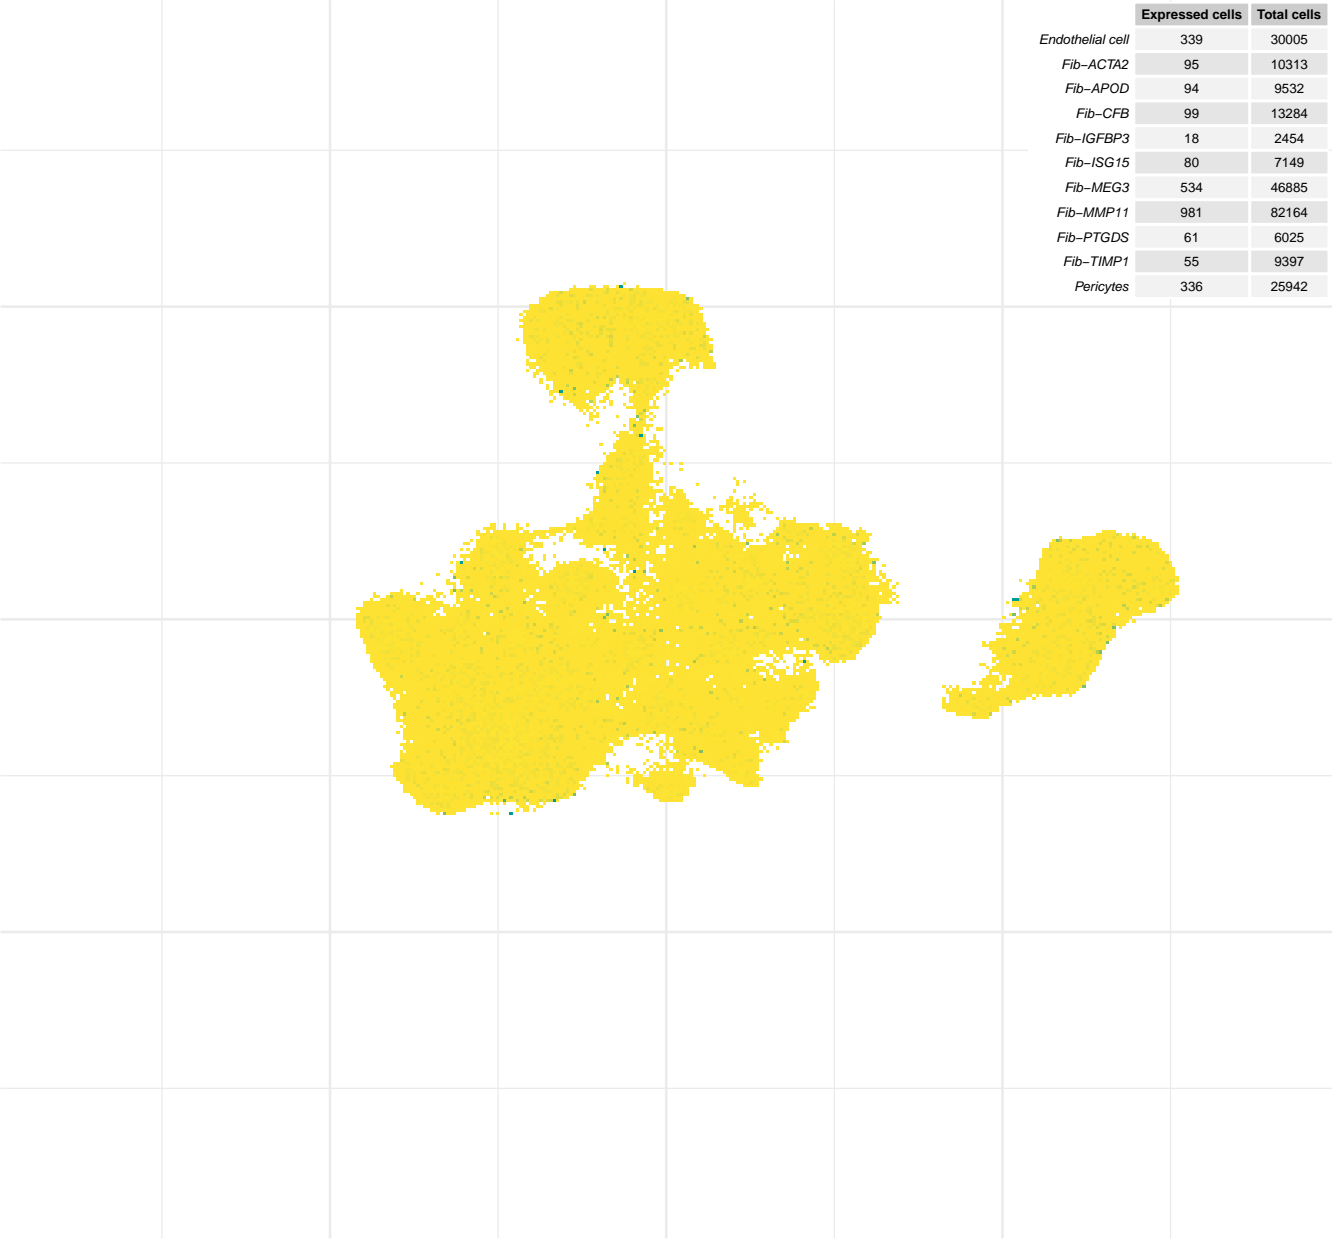 Expressed cells Total cells
Endothelial cell 339 30005
Fib−ACTA2 95 10313
Fib−APOD 94 9532
Fib−CFB 99 13284
Fib−IGFBP3 18 2454
Fib−ISG15 80 7149
Fib−MEG3 534 46885
Fib−MMP11 981 82164
Fib−PTGDS 61 6025
Fib−TIMP1 55 9397
Pericytes 336 25942